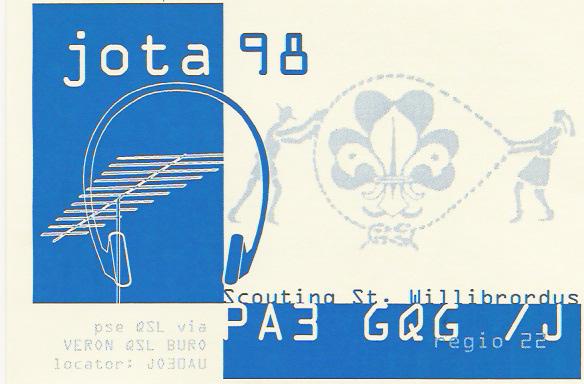 jota 98
Scouting St. Willibrordus
PA3 GQG /J
regio 22
pse QSL via
VERON QSL BURO
locator: JO30AU